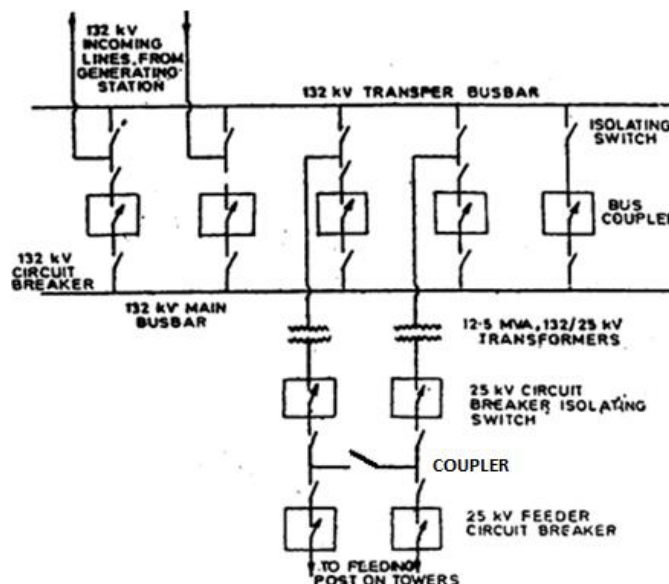 132 kV
INCOMING
LINES, FROM
GENERATING
STATION
132 kV TRANSFER BUSBAR
ISOLATING
SWITCH
BUS
COUPLER
132 kV
CIRCUIT
BREAKER
132 kV MAIN
BUSBAR
12.5 MVA, 132/25 kV
TRANSFORMERS
25 kV CIRCUIT
BREAKER ISOLATING
SWITCH
COUPLER
25 kV FEEDER
CIRCUIT BREAKER
TO FEEDING
POST ON TOWERS